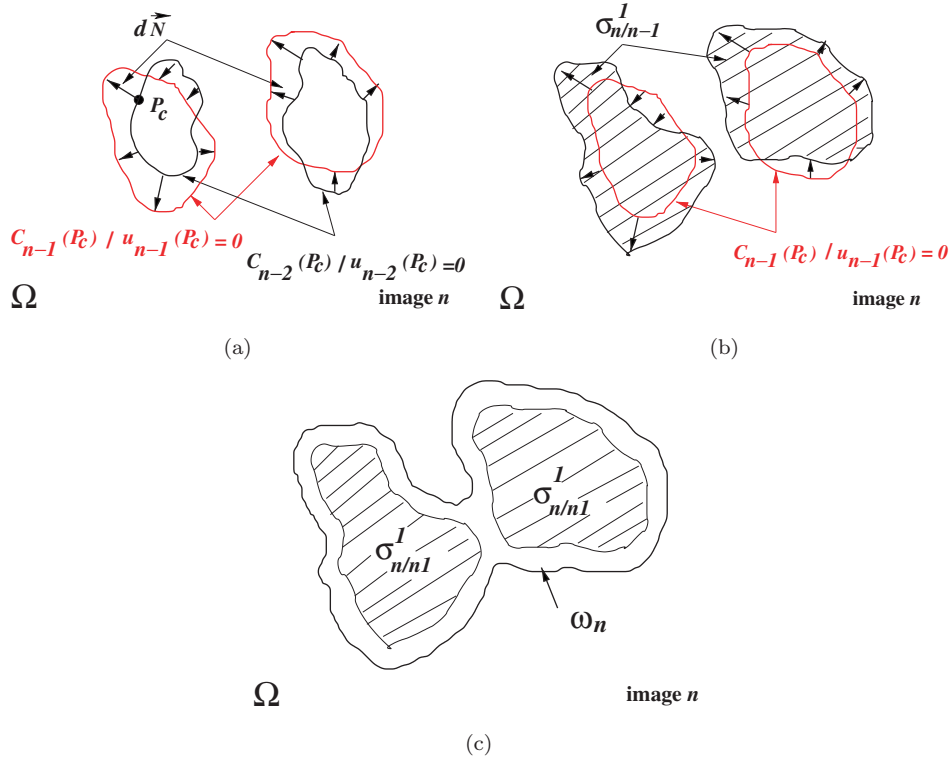 d N⃗
P_c
C_{n−1} (P_c) / u_{n−1} (P_c) = 0
C_{n−2} (P_c) / u_{n−2} (P_c) = 0
Ω
image n
(a)
σ^1_{n/n−1}
C_{n−1} (P_c) / u_{n−1} (P_c) = 0
Ω
image n
(b)
σ^1_{n/n1}
σ^1_{n/n1}
ω_n
Ω
image n
(c)